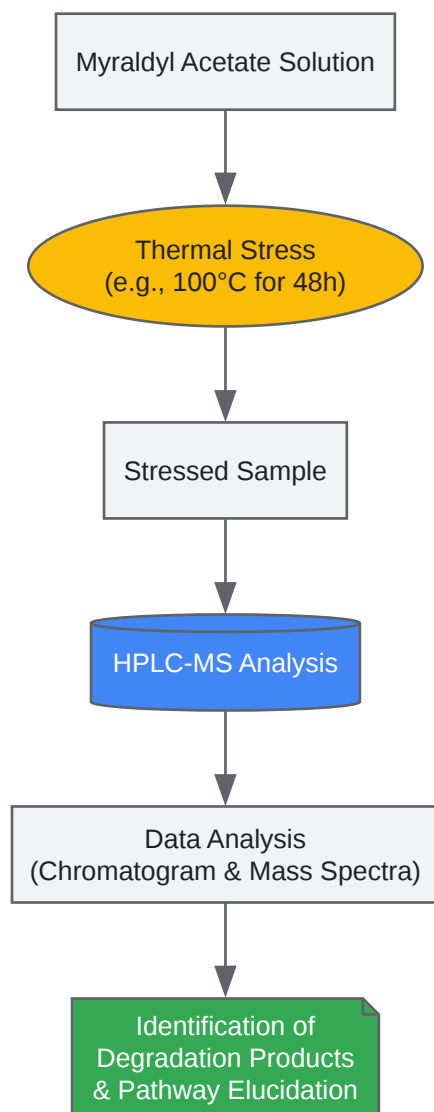 Myraldyl Acetate Solution
Thermal Stress
(e.g., 100°C for 48h)
Stressed Sample
HPLC-MS Analysis
Data Analysis
(Chromatogram & Mass Spectra)
Identification of
Degradation Products
& Pathway Elucidation